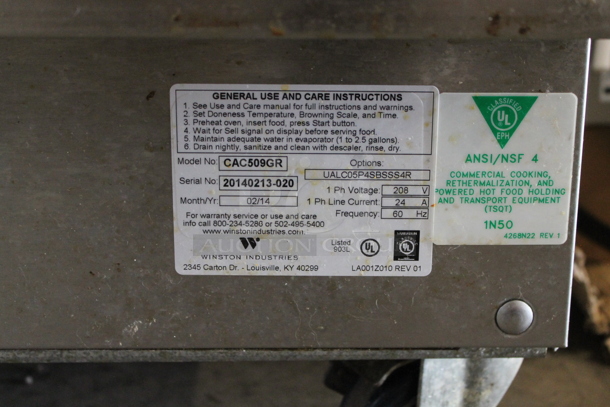 GENERAL USE AND CARE INSTRUCTIONS
1. See Use and Care manual for full instructions and warnings.
2. Set Doneness Temperature, Browning Scale, and Time.
3. Preheat oven, insert food, press Start button.
4. Wait for Sell signal on display before serving food.
5. Maintain adequate water in evaporator (1 to 2.5 gallons).
6. Drain nightly, sanitize and clean with descaler, rinse, dry.
Model No CAC509GR Options:
UALC05P4SBSSS4R
Serial No: 20140213-020 1 Ph Voltage: 208 V
Month/Yr 02/14 1 Ph Line Current: 24 A
Frequency: 60 Hz
For warranty service or use and care
info call 800-234-5280 or 502-495-5400
www.winstonindustries.com
AUCTION
WINSTON INDUSTRIES
Listed
903L
UL
2345 Carton Dr. - Louisville, KY 40299 LA001Z010 REV 01
CLASSIFIED
UL
EPH
ANSI/NSF 4
COMMERCIAL COOKING,
RETHERMALIZATION, AND
POWERED HOT FOOD HOLDING
AND TRANSPORT EQUIPMENT
(TSQT)
1N50
4268N22 REV. 1